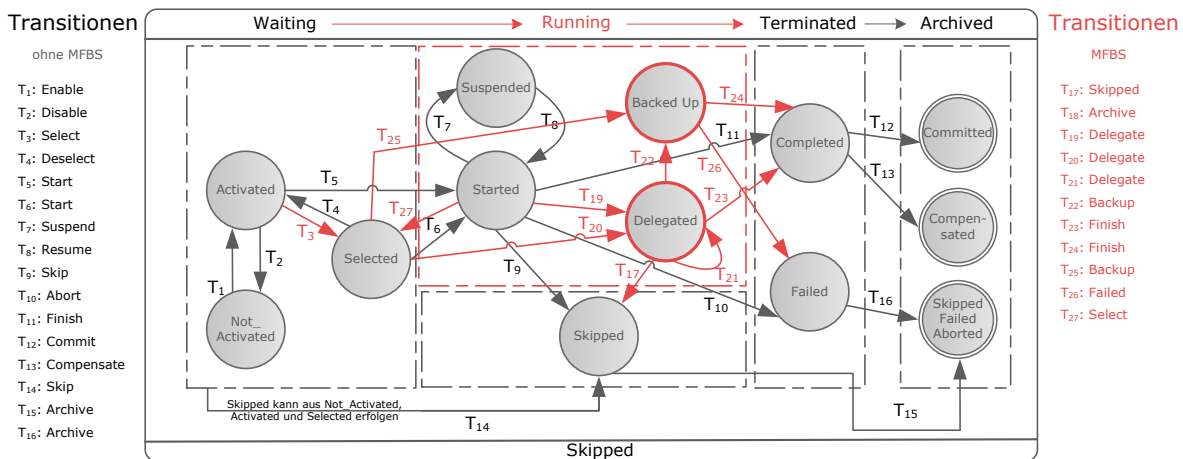 Transitionen
ohne MFBS
T1: Enable
T2: Disable
T3: Select
T4: Deselect
T5: Start
T6: Start
T7: Suspend
T8: Resume
T9: Skip
T10: Abort
T11: Finish
T12: Commit
T13: Compensate
T14: Skip
T15: Archive
T16: Archive
Waiting
Running
Terminated
Archived
Suspended
Backed Up
T24
T7
T8
T25
T11
T12
Committed
Completed
T22
T26
T13
Activated
T5
Started
T19
T23
T4
T27
T3
T6
T20
Delegated
Compen-
sated
Selected
T2
T9
T17
T21
T1
T10
Failed
T16
Not_
Activated
Skipped
Skipped
Failed
Aborted
Skipped kann aus Not_Activated,
Activated und Selected erfolgen
T14
T15
Skipped
Transitionen
MFBS
T17: Skipped
T18: Archive
T19: Delegate
T20: Delegate
T21: Delegate
T22: Backup
T23: Finish
T24: Finish
T25: Backup
T26: Failed
T27: Select